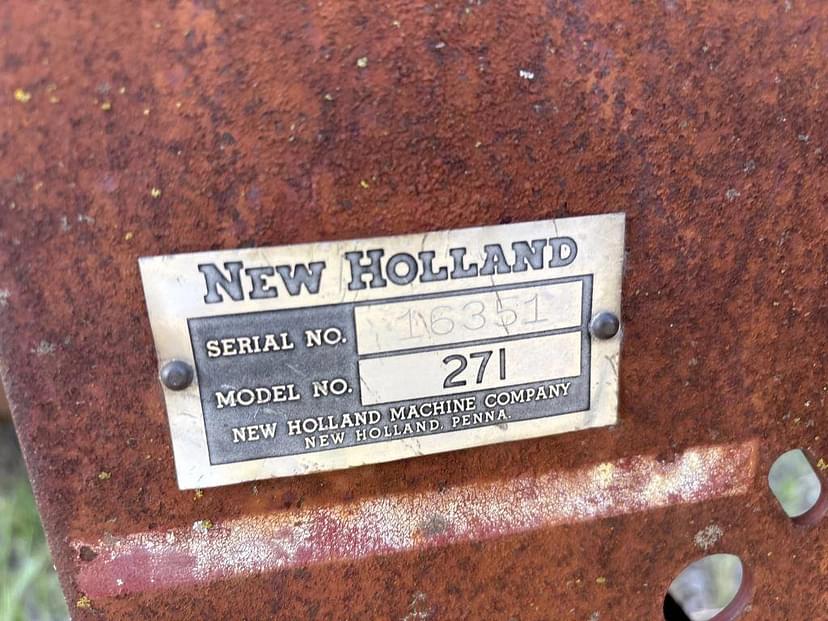 NEW HOLLAND
SERIAL NO. 16351
MODEL NO. 271
NEW HOLLAND MACHINE COMPANY
NEW HOLLAND, PENNA.